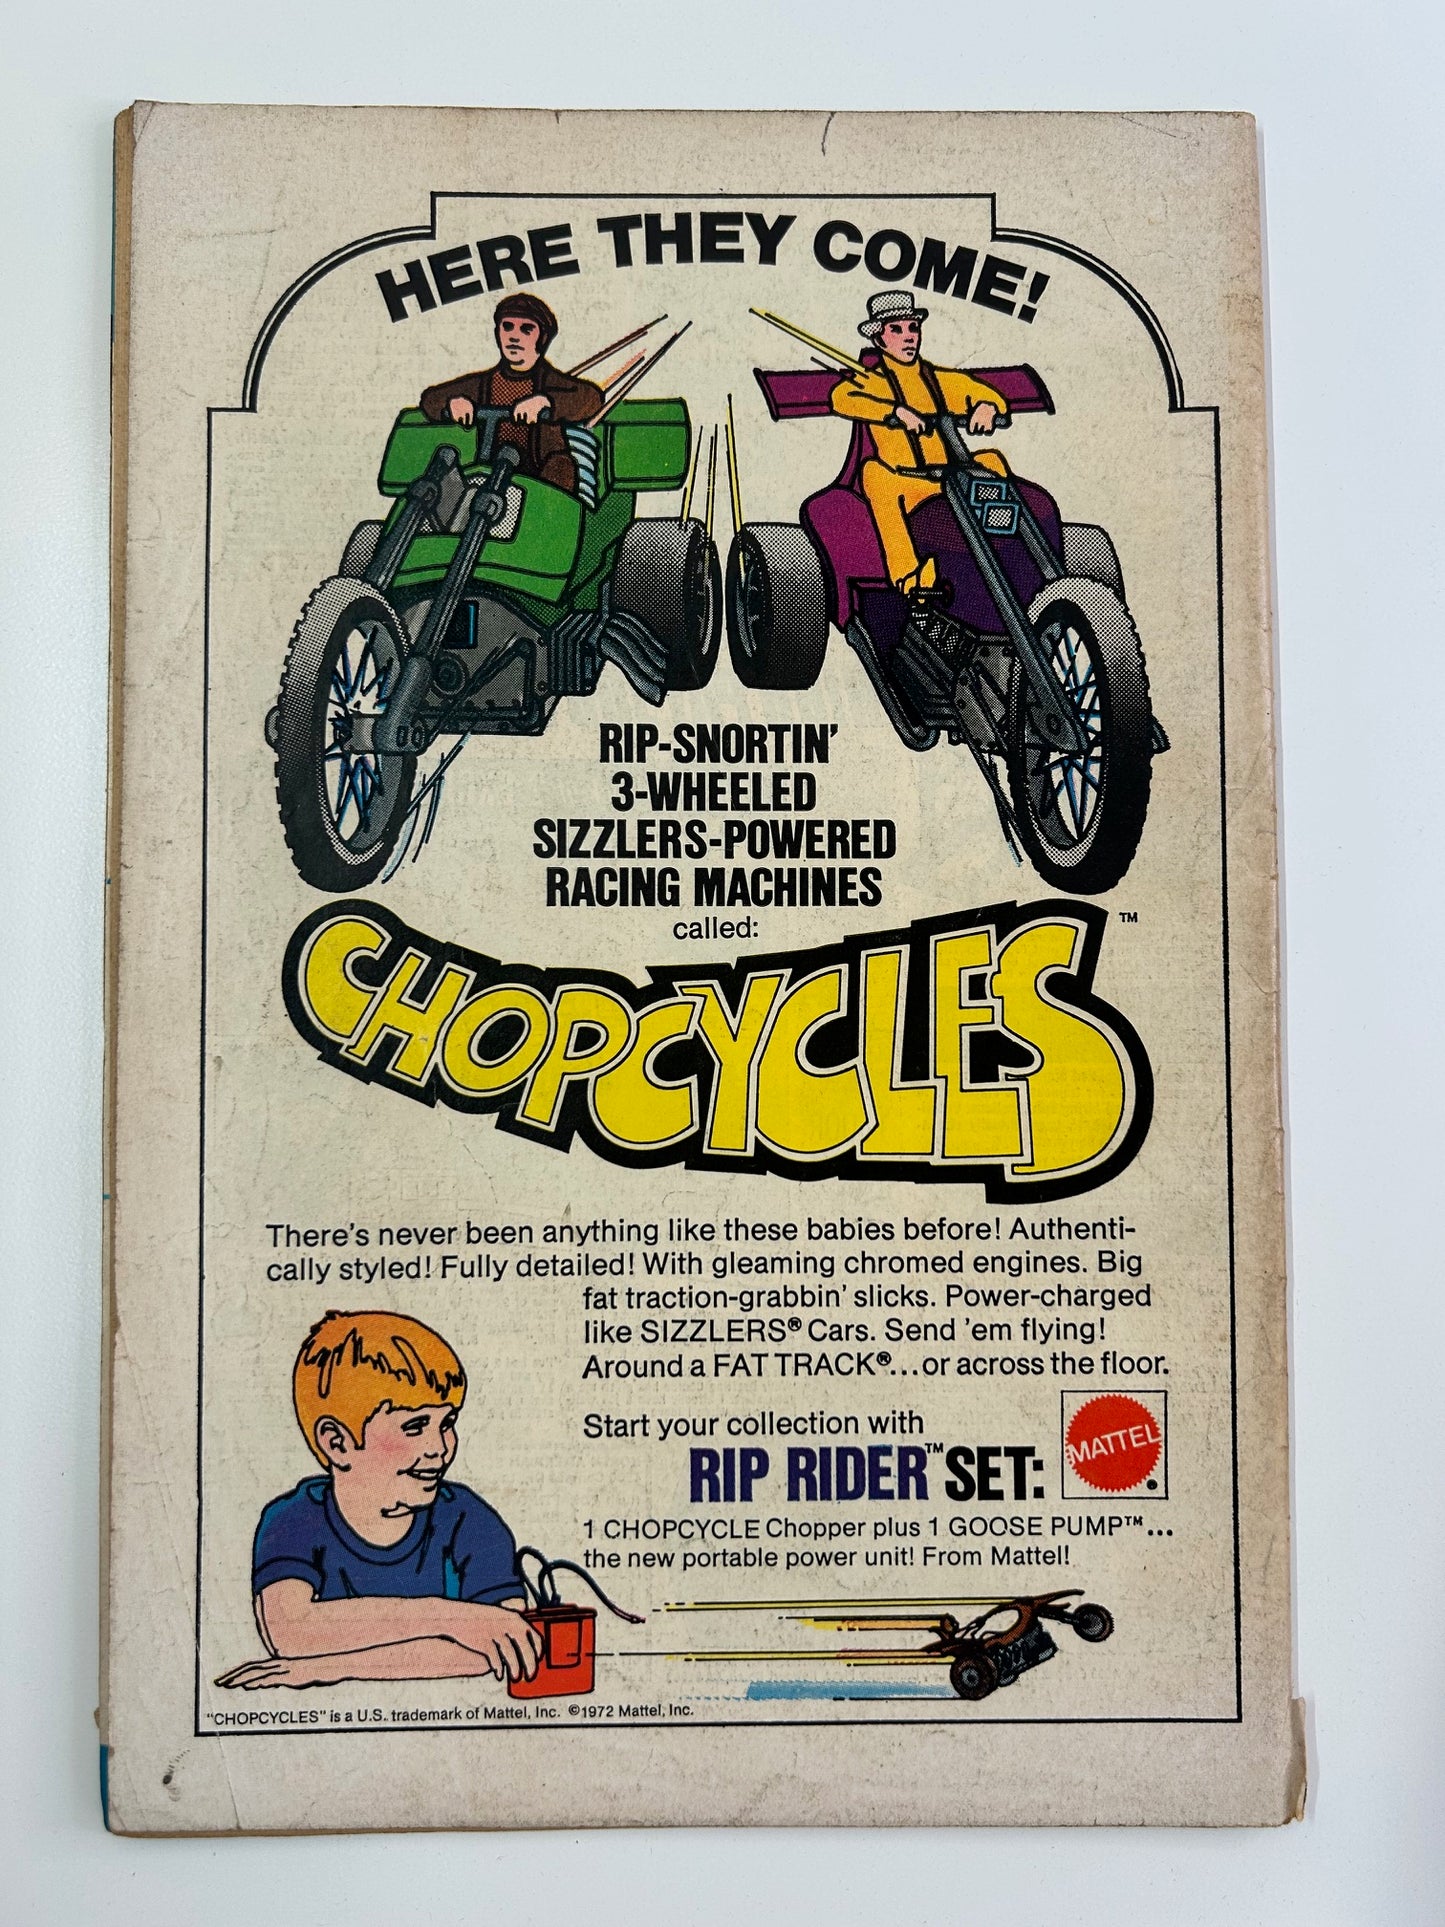 HERE THEY COME!
RIP-SNORTIN'
3-WHEELED
SIZZLERS-POWERED
RACING MACHINES
called:
CHOPCYCLES™
There's never been anything like these babies before! Authenti-
cally styled! Fully detailed! With gleaming chromed engines. Big
fat traction-grabbin' slicks. Power-charged
like SIZZLERS® Cars. Send 'em flying!
Around a FAT TRACK®...or across the floor.
Start your collection with
RIP RIDER™ SET:
MATTEL
1 CHOPCYCLE Chopper plus 1 GOOSE PUMP™...
the new portable power unit! From Mattel!
"CHOPCYCLES" is a U.S. trademark of Mattel, Inc. ©1972 Mattel, Inc.